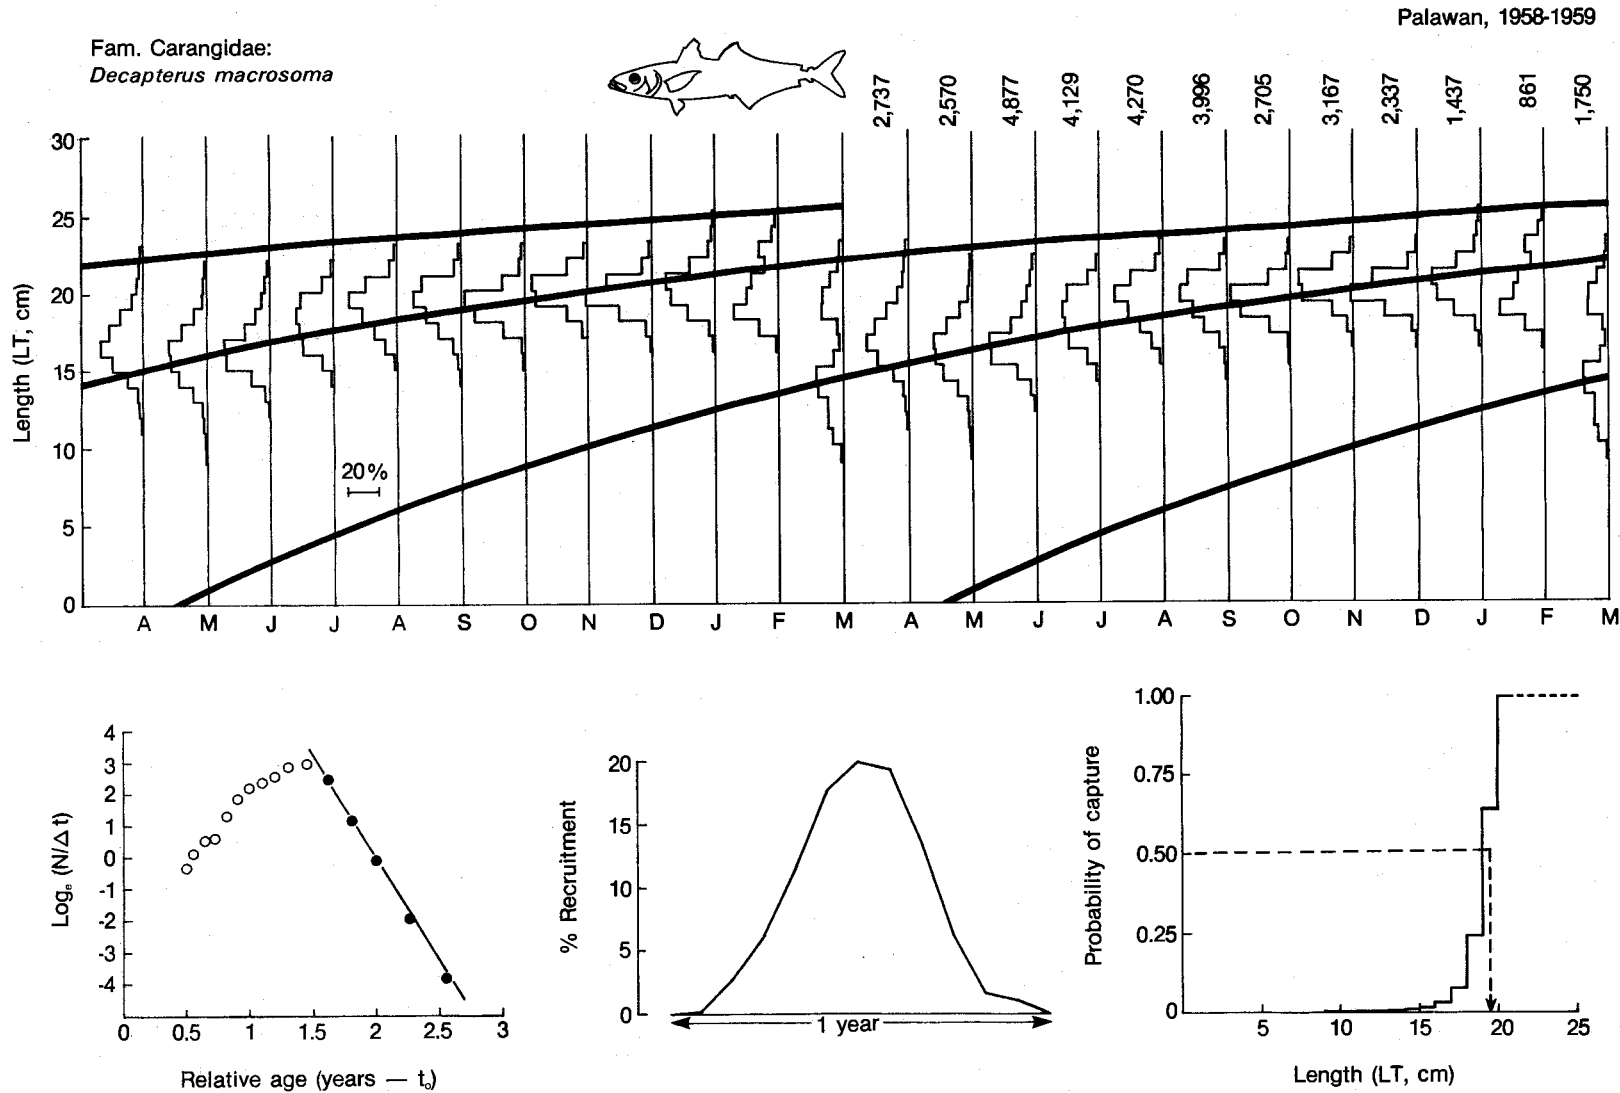 Palawan, 1958-1959
Fam. Carangidae:
Decapterus macrosoma
2,737 2,570 4,877 4,129 4,270 3,996 2,705 3,167 2,337 1,437 861 1,750
Length (LT, cm)
30
25
20
15
10
5
0
20%
A M J J A S O N D J F M A M J J A S O N D J F M
Logₑ (N/Δ t)
4
3
2
1
0
-1
-2
-3
-4
0 0.5 1 1.5 2 2.5 3
Relative age (years — t₀)
% Recruitment
20
15
10
5
0
1 year
Probability of capture
1.00
0.75
0.50
0.25
0
5 10 15 20 25
Length (LT, cm)